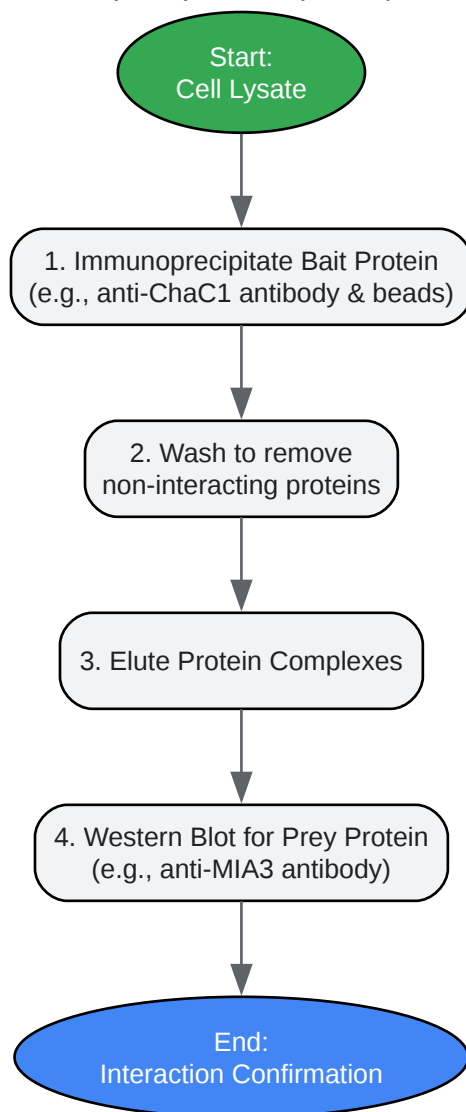 Start:
Cell Lysate
1. Immunoprecipitate Bait Protein
(e.g., anti-ChaC1 antibody & beads)
2. Wash to remove
non-interacting proteins
3. Elute Protein Complexes
4. Western Blot for Prey Protein
(e.g., anti-MIA3 antibody)
End:
Interaction Confirmation